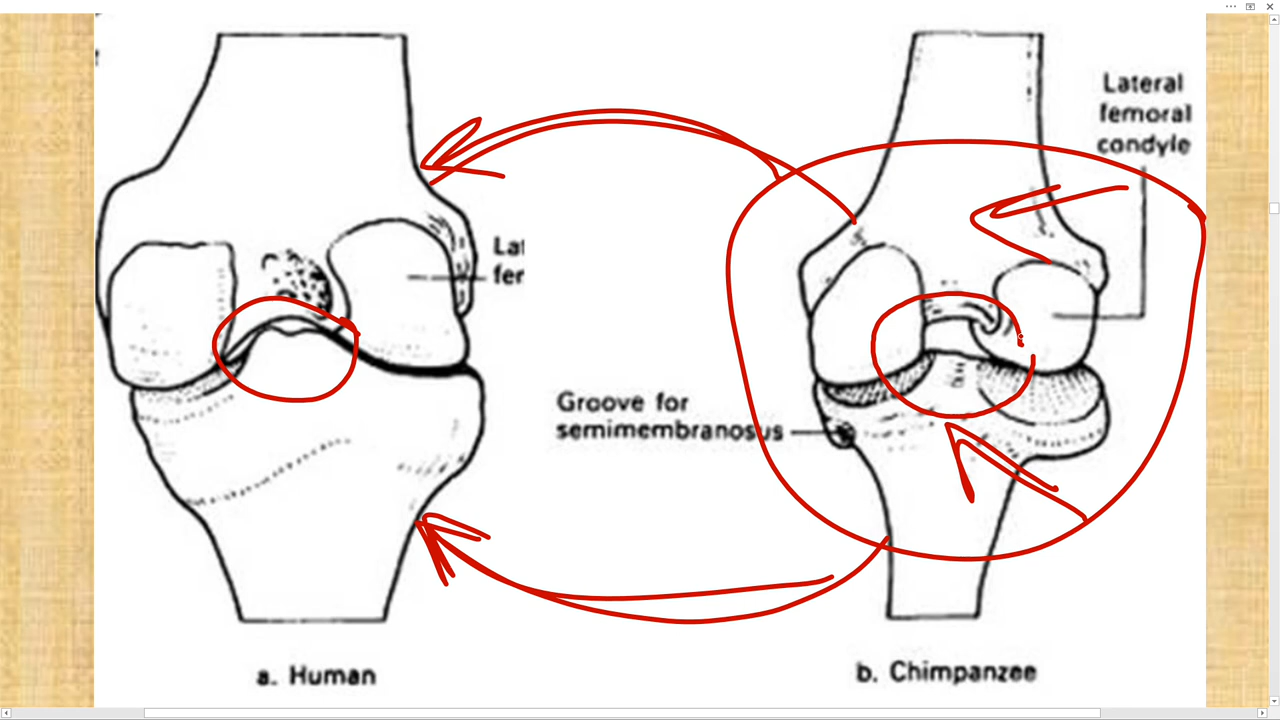 Lateral
femoral
condyle
Lat
fer
Groove for
semimembranosus
a. Human
b. Chimpanzee